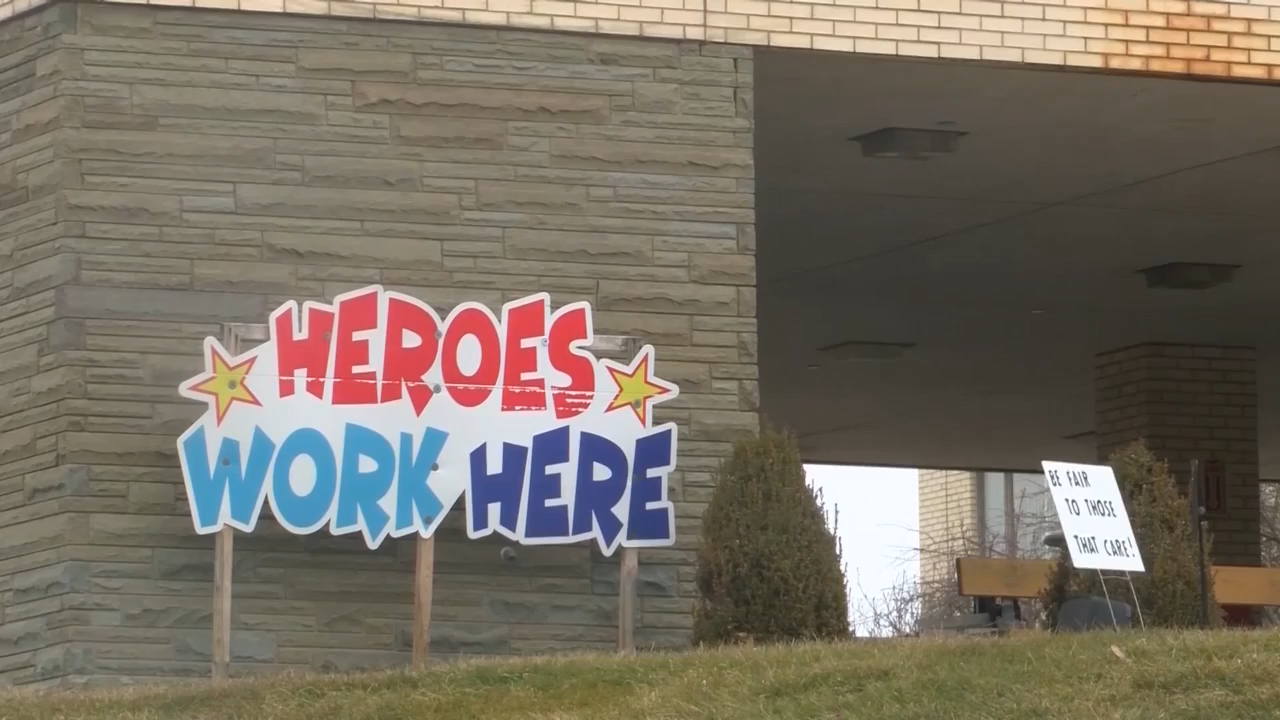 HEROES
WORK HERE
BE FAIR
TO THOSE
THAT CARE!